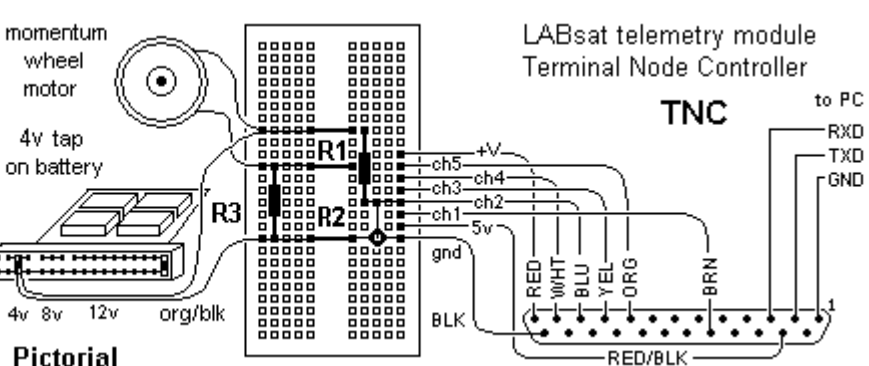 momentum
wheel
motor
4v tap
on battery
LABsat telemetry module
Terminal Node Controller
TNC
to PC
RXD
TXD
GND
R1
R2
R3
+V
ch5
ch4
ch3
ch2
ch1
5v
gnd
BLK
RED
WHT
BLU
YEL
ORG
BRN
1
RED/BLK
4v 8v 12v org/blk
Pictorial